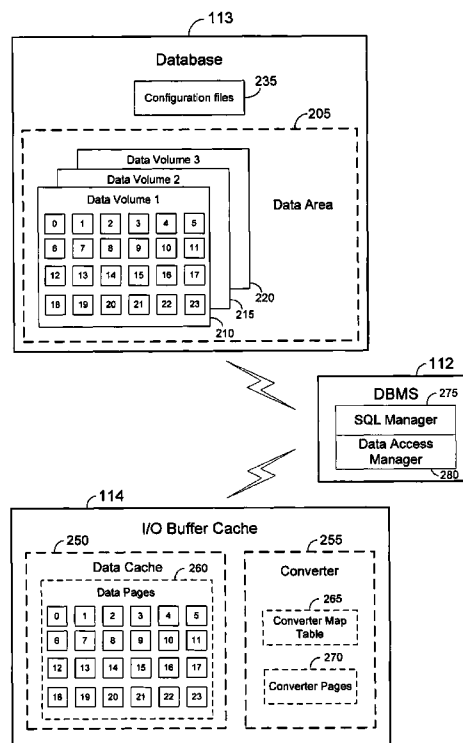 113
Database
Configuration files
235
205
Data Volume 3
Data Volume 2
Data Volume 1
Data Area
0 1 2 3 4 5
6 7 8 9 10 11
12 13 14 15 16 17
18 19 20 21 22 23
220
215
210
112
DBMS
275
SQL Manager
Data Access
Manager
280
114
I/O Buffer Cache
250
255
Data Cache
260
Converter
Data Pages
0 1 2 3 4 5
6 7 8 9 10 11
12 13 14 15 16 17
18 19 20 21 22 23
265
Converter Map
Table
270
Converter Pages